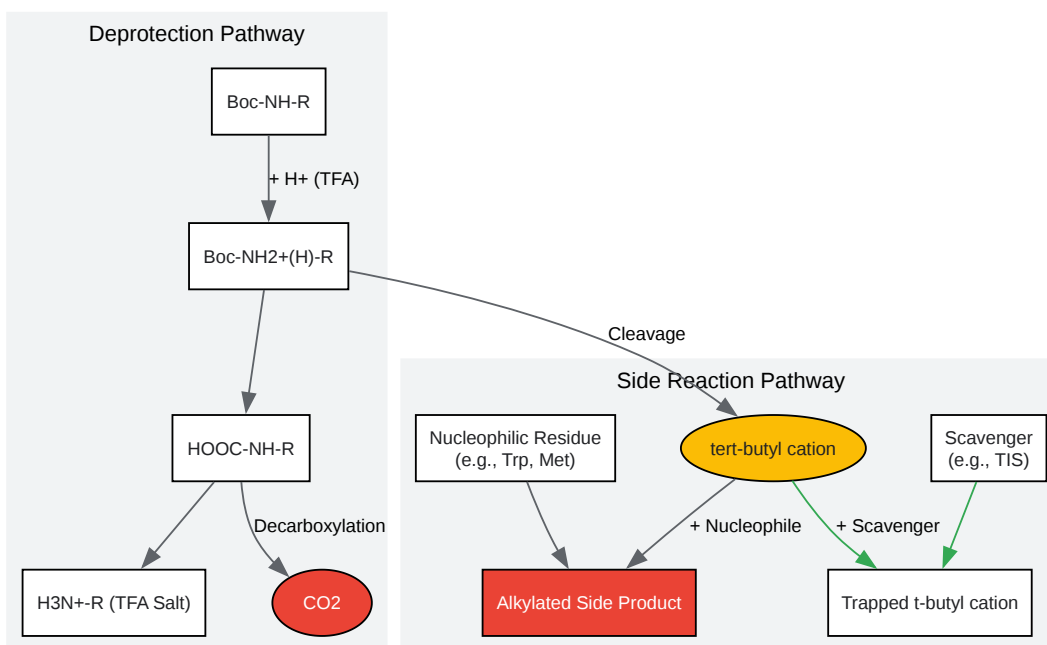 Deprotection Pathway
Boc-NH-R
+ H+ (TFA)
Boc-NH2+(H)-R
Cleavage
Side Reaction Pathway
HOOC-NH-R
Nucleophilic Residue
(e.g., Trp, Met)
tert-butyl cation
Scavenger
(e.g., TIS)
Decarboxylation
+ Nucleophile
+ Scavenger
H3N+-R (TFA Salt)
CO2
Alkylated Side Product
Trapped t-butyl cation